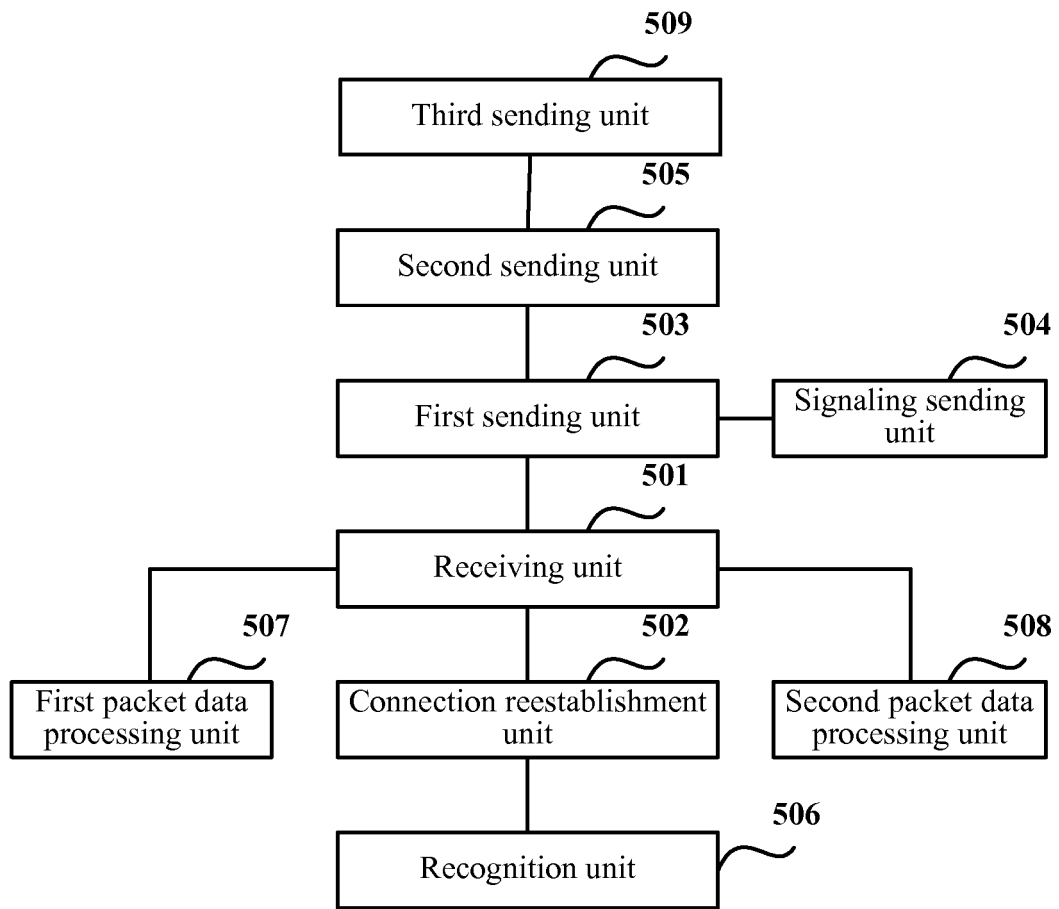 509
Third sending unit
505
Second sending unit
503
504
First sending unit
Signaling sending
unit
501
Receiving unit
507
502
508
First packet data
processing unit
Connection reestablishment
unit
Second packet data
processing unit
506
Recognition unit